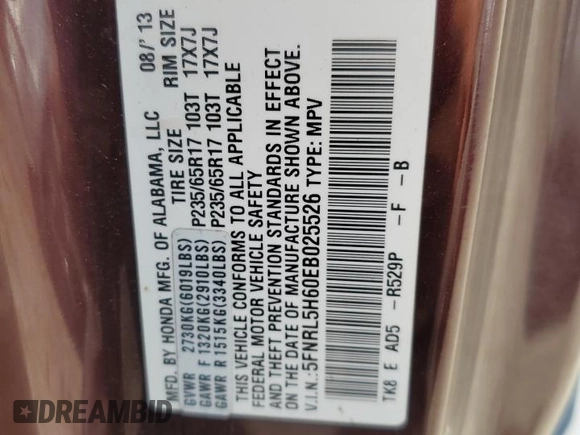 MFD. BY HONDA MFG. OF ALABAMA, LLC 08/'13
TIRE SIZE RIM SIZE
GVWR 2730KG(6019LBS)
GAWR F 1320KG(2910LBS) P235/65R17 103T 17X7J
GAWR R 1515KG(3340LBS) P235/65R17 103T 17X7J
THIS VEHICLE CONFORMS TO ALL APPLICABLE
FEDERAL MOTOR VEHICLE SAFETY
AND THEFT PREVENTION STANDARDS IN EFFECT
ON THE DATE OF MANUFACTURE SHOWN ABOVE.
V.I.N.: 5FNRL5H60EB025526 TYPE: MPV
TK8 E AD5 -R529P -F -B
DREAMBID